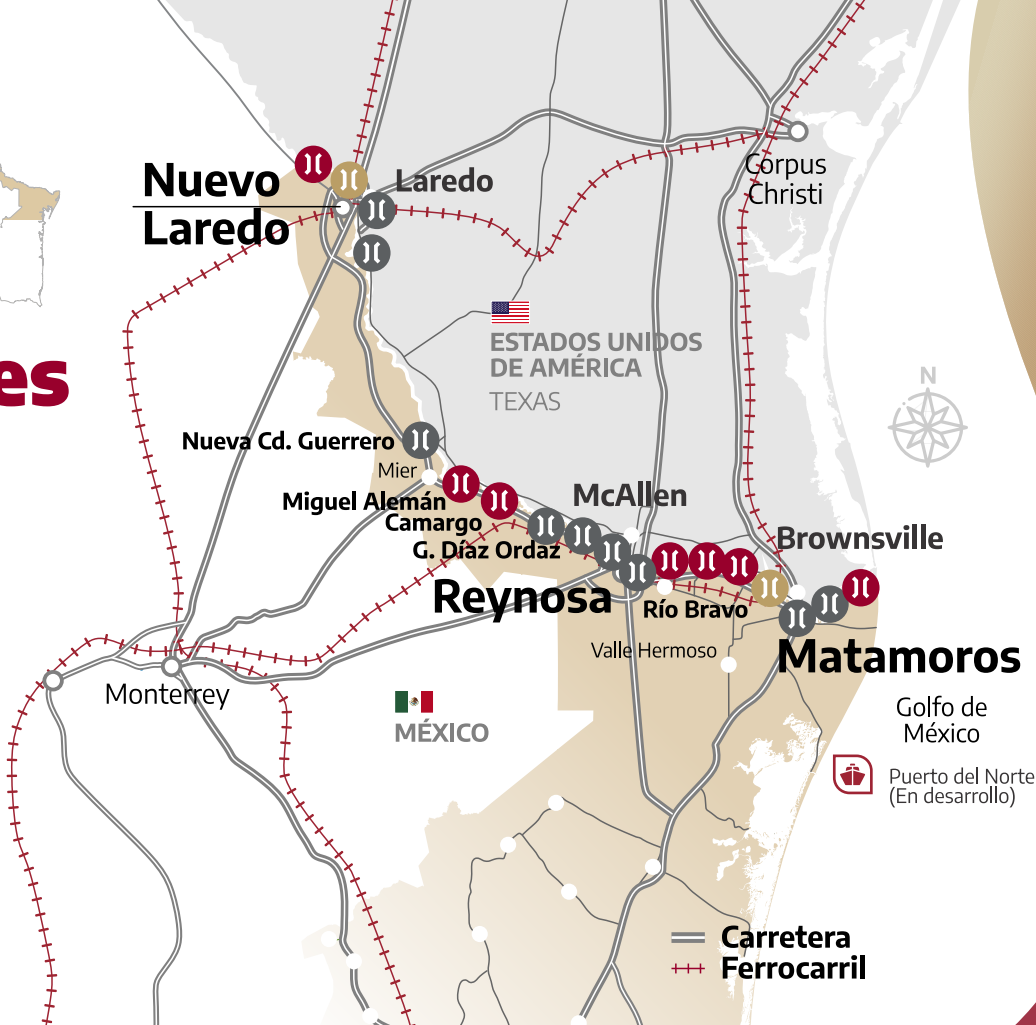 Nuevo
Laredo
Laredo
Corpus
Christi
ESTADOS UNIDOS
DE AMÉRICA
TEXAS
es
N
Nueva Cd. Guerrero
Mier
Miguel Alemán
Camargo
G. Díaz Ordaz
McAllen
Brownsville
Reynosa
Río Bravo
Valle Hermoso
Matamoros
Monterrey
MÉXICO
Golfo de
México
Puerto del Norte
(En desarrollo)
Carretera
Ferrocarril